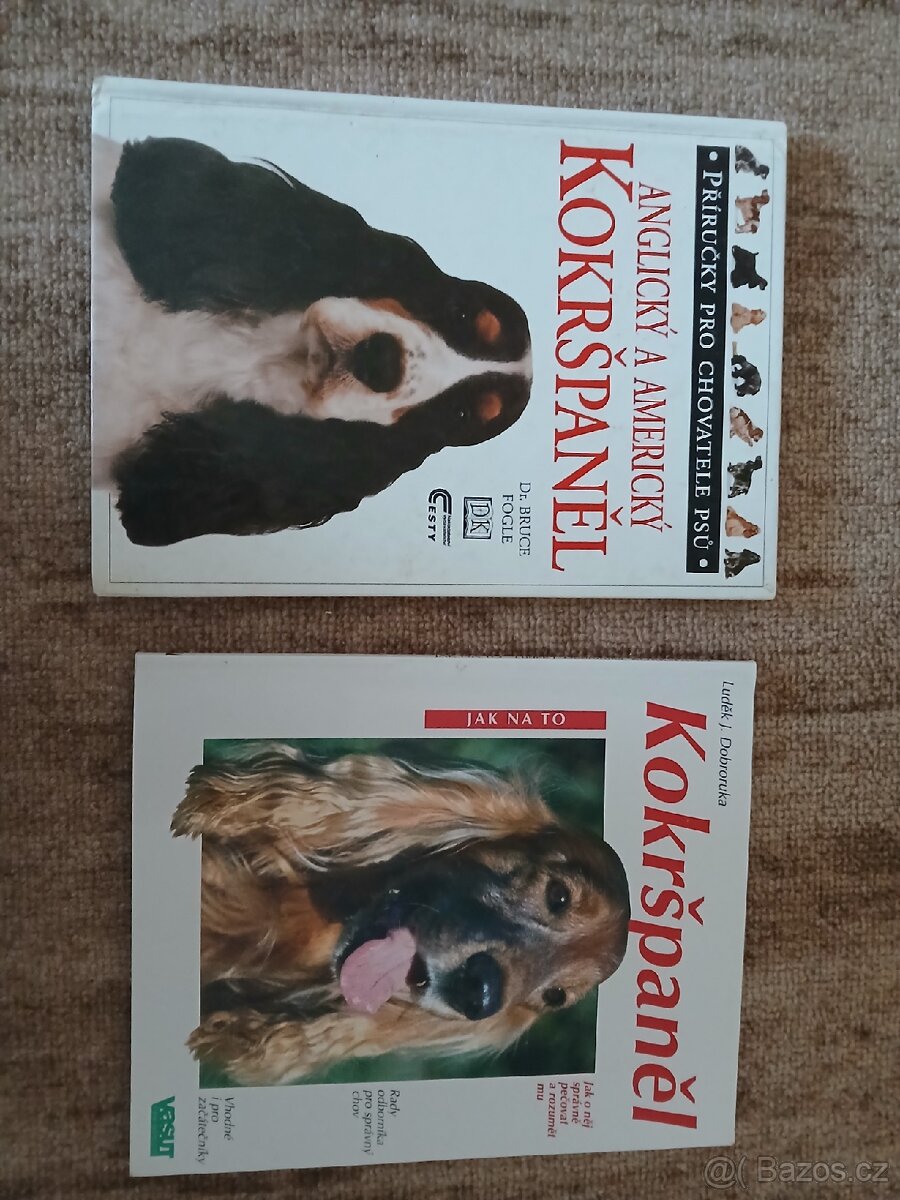 • PŘÍRUČKY PRO CHOVATELE PSŮ •
ANGLICKÝ A AMERICKÝ
KOKRŠPANĚL
Dr. BRUCE
FOGLE
DK
CESTY
Luděk J. Dobroruka
Kokršpaněl
JAK NA TO
Jak o něj
správně
pečovat
a rozumět
mu
Rady
odborníka
pro správný
chov
Vhodné
i pro
začátečníky
vašut
@( Bazos.cz